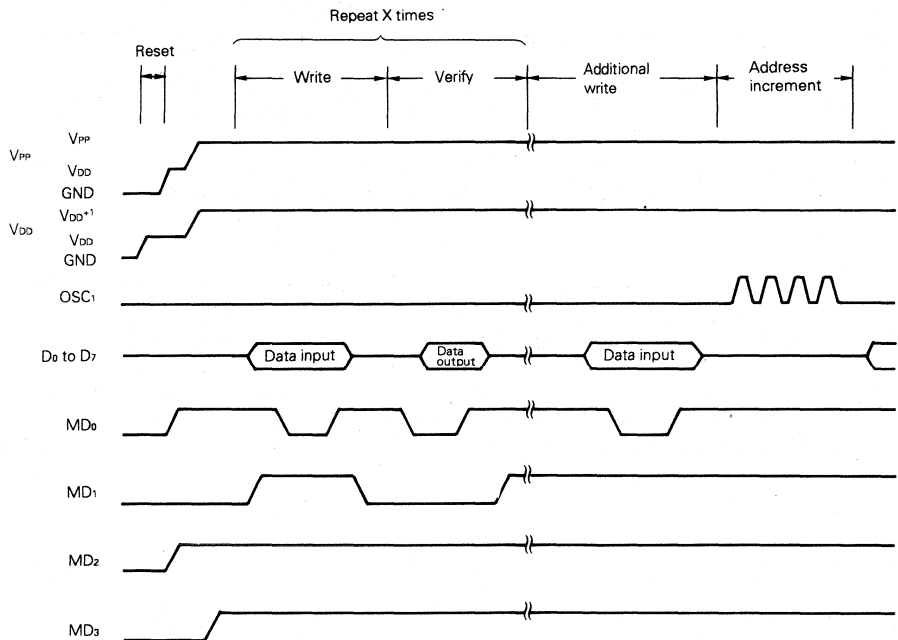 Repeat X times
Reset
Write
Verify
Additional
write
Address
increment
VPP
VPP
VDD
GND
VDD
VDD+1
VDD
GND
OSC1
D0 to D7
Data input
Data
output
Data input
MD0
MD1
MD2
MD3